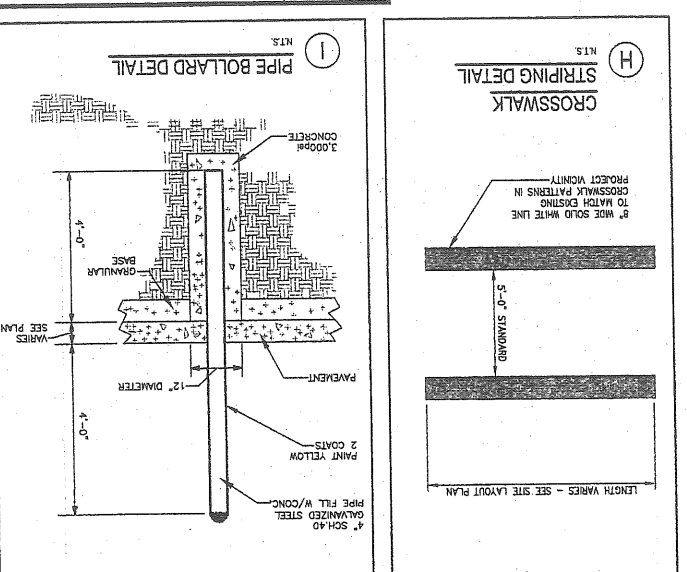 4" SCH.40
GALVANIZED STEEL
PIPE FILL W/CONC.
PAINT YELLOW
2 COATS
12" DIAMETER
PAVEMENT
4'-0"
VARIES
SEE PLAN
GRANULAR
BASE
4'-0"
3,000psi
CONCRETE
I
PIPE BOLLARD DETAIL
N.T.S.
LENGTH VARIES - SEE SITE LAYOUT PLAN
5'-0" STANDARD
8" WIDE SOLID WHITE LINE
TO MATCH EXISTING
CROSSWALK PATTERNS IN
PROJECT VICINITY
H
CROSSWALK
STRIPING DETAIL
N.T.S.